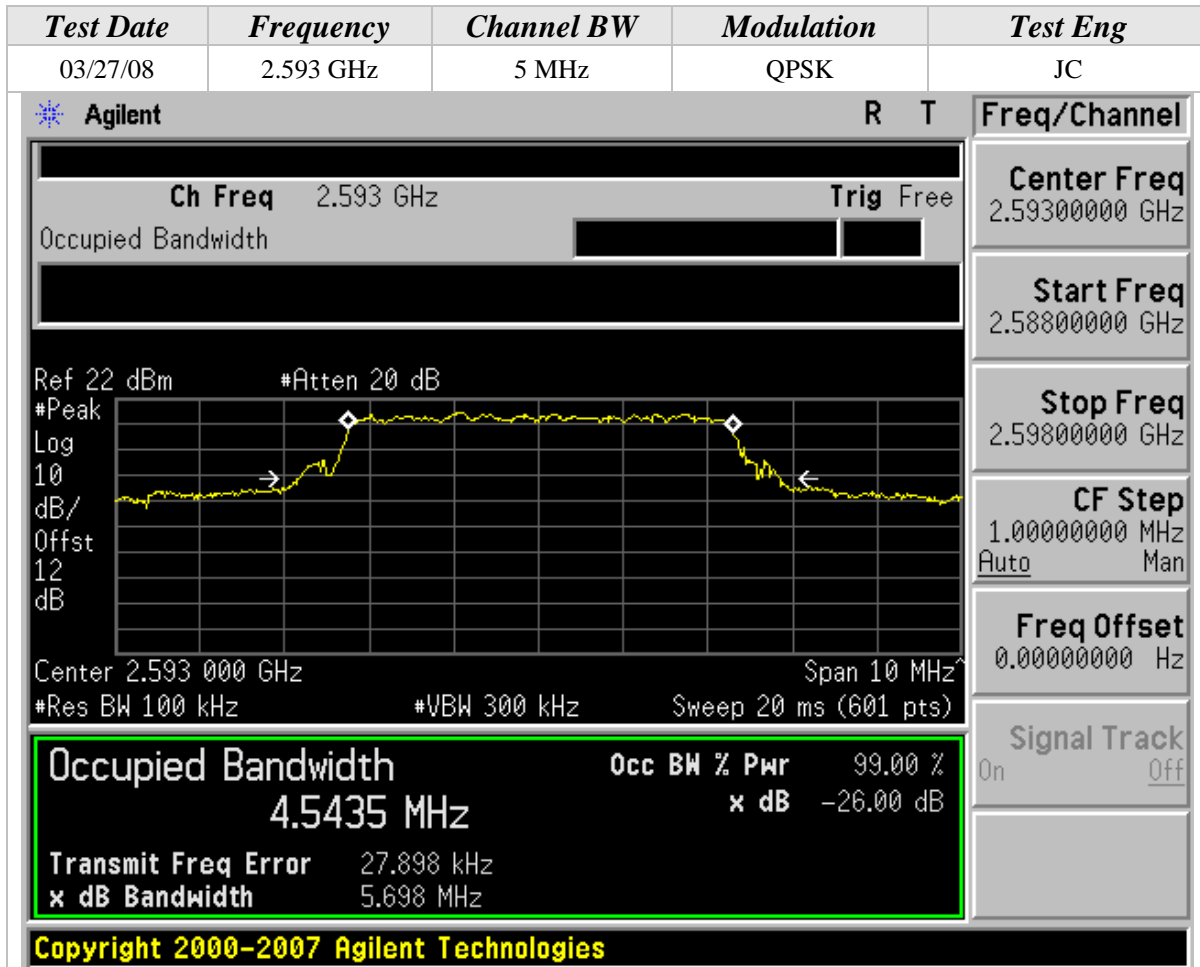 Test Date Frequency Channel BW Modulation Test Eng
03/27/08 2.593 GHz 5 MHz QPSK JC
Agilent R T Freq/Channel
Ch Freq 2.593 GHz Trig Free
Occupied Bandwidth
Center Freq
2.59300000 GHz
Start Freq
2.58800000 GHz
Stop Freq
2.59800000 GHz
CF Step
1.00000000 MHz
Auto Man
Freq Offset
0.00000000 Hz
Signal Track
On Off
Ref 22 dBm #Atten 20 dB
#Peak
Log
10
dB/
Offst
12
dB
Center 2.593 000 GHz Span 10 MHz^
#Res BW 100 kHz #VBW 300 kHz Sweep 20 ms (601 pts)
Occupied Bandwidth Occ BW % Pwr 99.00 %
4.5435 MHz x dB -26.00 dB
Transmit Freq Error 27.898 kHz
x dB Bandwidth 5.698 MHz
Copyright 2000-2007 Agilent Technologies